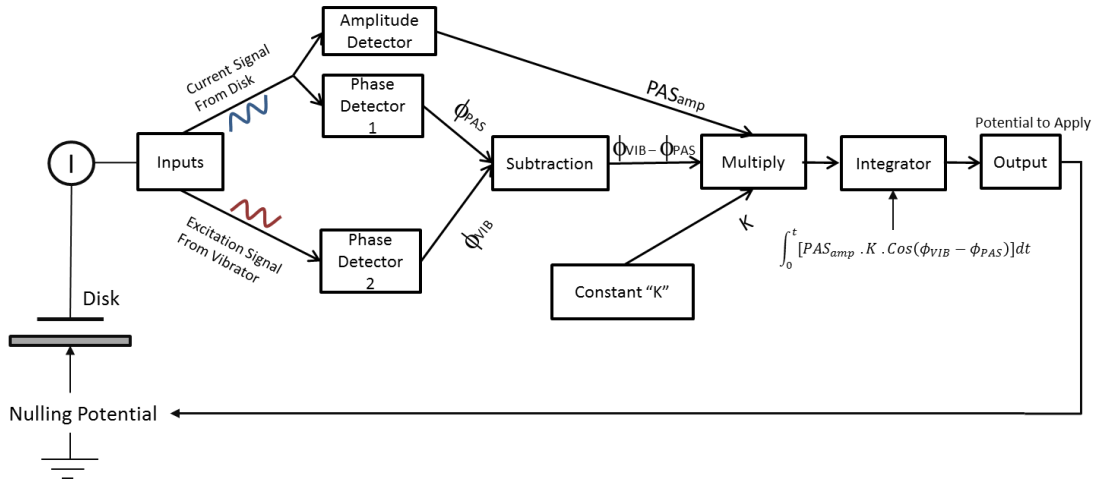 Amplitude
Detector
Current Signal
From Disk
Phase
Detector
1
PASamp
ϕPAS
Potential to Apply
I
Inputs
Subtraction
ϕVIB – ϕPAS
Multiply
Integrator
Output
Excitation Signal
From Vibrator
ϕVIB
K
Phase
Detector
2
∫₀ᵗ[PASamp .K .Cos(ϕVIB − ϕPAS)]dt
Constant “K”
Disk
Nulling Potential